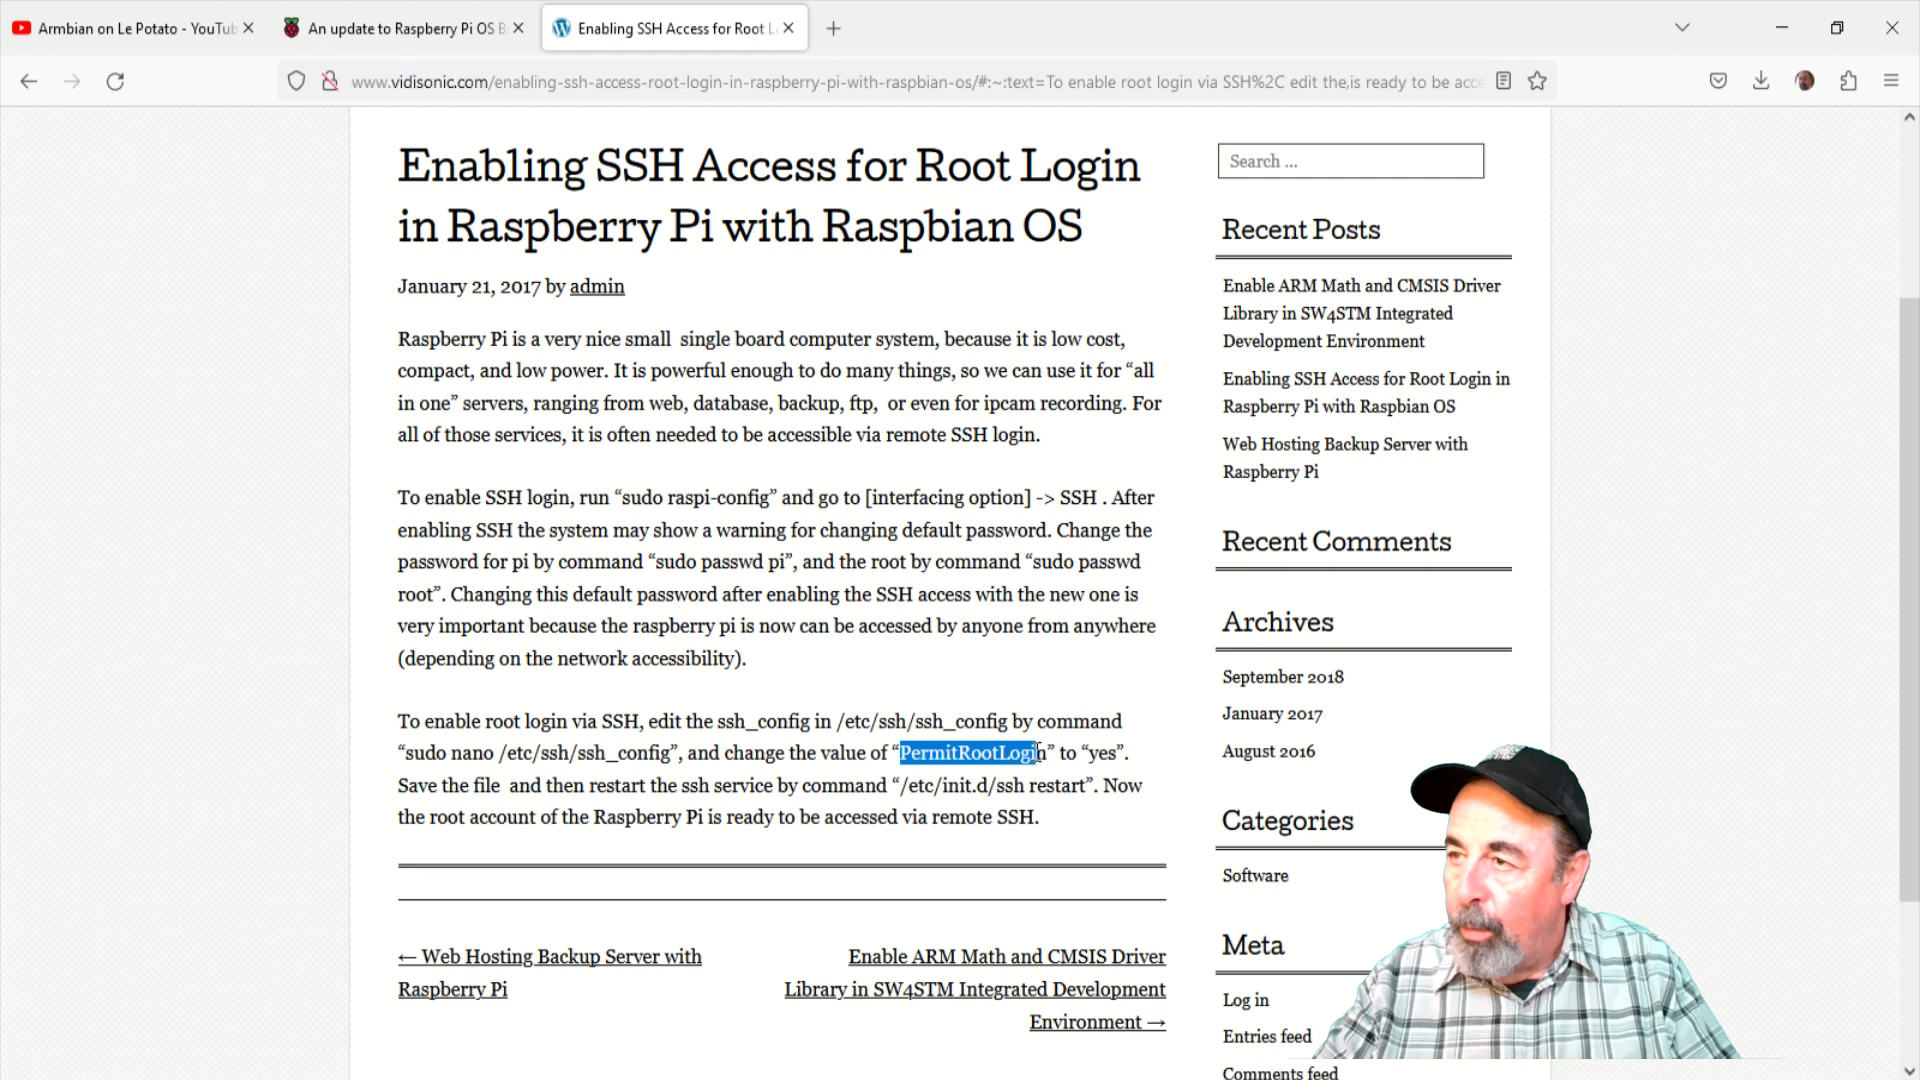 Armbian on Le Potato - YouTub
An update to Raspberry Pi OS B
Enabling SSH Access for Root L
www.vidisonic.com/enabling-ssh-access-root-login-in-raspberry-pi-with-raspbian-os/#:~:text=To enable root login via SSH%2C edit the,is ready to be acce
Enabling SSH Access for Root Login
in Raspberry Pi with Raspbian OS
January 21, 2017 by admin
Raspberry Pi is a very nice small  single board computer system, because it is low cost,
compact, and low power. It is powerful enough to do many things, so we can use it for “all
in one” servers, ranging from web, database, backup, ftp,  or even for ipcam recording. For
all of those services, it is often needed to be accessible via remote SSH login.
To enable SSH login, run “sudo raspi-config” and go to [interfacing option] -> SSH . After
enabling SSH the system may show a warning for changing default password. Change the
password for pi by command “sudo passwd pi”, and the root by command “sudo passwd
root”. Changing this default password after enabling the SSH access with the new one is
very important because the raspberry pi is now can be accessed by anyone from anywhere
(depending on the network accessibility).
To enable root login via SSH, edit the ssh_config in /etc/ssh/ssh_config by command
“sudo nano /etc/ssh/ssh_config”, and change the value of “PermitRootLogin” to “yes”.
Save the file  and then restart the ssh service by command “/etc/init.d/ssh restart”. Now
the root account of the Raspberry Pi is ready to be accessed via remote SSH.
← Web Hosting Backup Server with
Raspberry Pi
Enable ARM Math and CMSIS Driver
Library in SW4STM Integrated Development
Environment →
Search ...
Recent Posts
Enable ARM Math and CMSIS Driver
Library in SW4STM Integrated
Development Environment
Enabling SSH Access for Root Login in
Raspberry Pi with Raspbian OS
Web Hosting Backup Server with
Raspberry Pi
Recent Comments
Archives
September 2018
January 2017
August 2016
Categories
Software
Meta
Log in
Entries feed
Comments feed